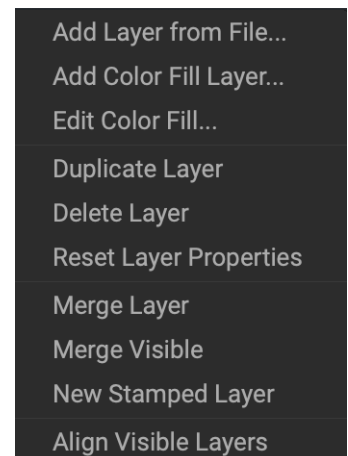 Add Layer from File...
Add Color Fill Layer...
Edit Color Fill...
Duplicate Layer
Delete Layer
Reset Layer Properties
Merge Layer
Merge Visible
New Stamped Layer
Align Visible Layers